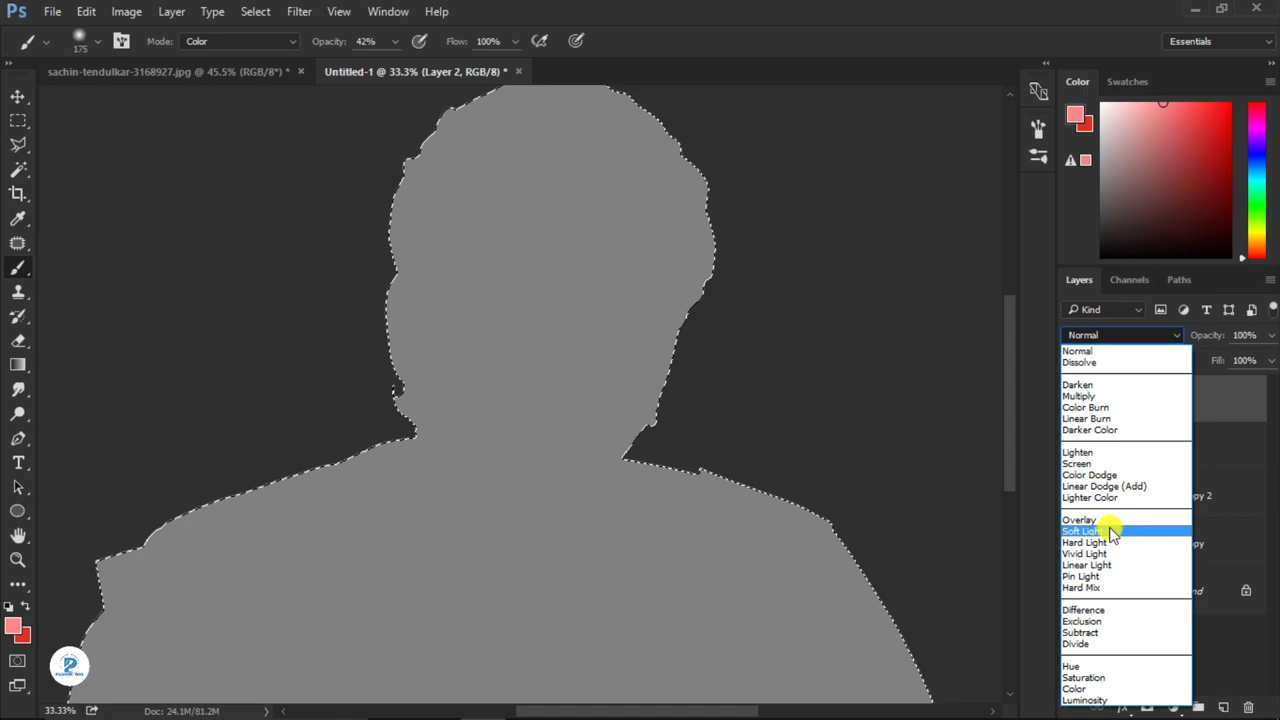 Ps File Edit Image Layer Type Select Filter View Window Help
175 Mode: Color Opacity: 42% Flow: 100% Essentials
sachin-tendulkar-3168927.jpg @ 45.5% (RGB/8*) * × Untitled-1 @ 33.3% (Layer 2, RGB/8) * ×
Color Swatches
Layers Channels Paths
Kind
Normal Opacity: 100%
Normal
Fill: 100%
Dissolve
Darken
Multiply
Color Burn
Linear Burn
Darker Color
Lighten
Screen
Color Dodge
Linear Dodge (Add)
Lighter Color
py 2
Overlay
Soft Light
Hard Light
Vivid Light
Linear Light
Pin Light
Hard Mix
Difference
Exclusion
Subtract
Divide
Hue
Saturation
Color
Luminosity
33.33% Doc: 24.1M/81.2M